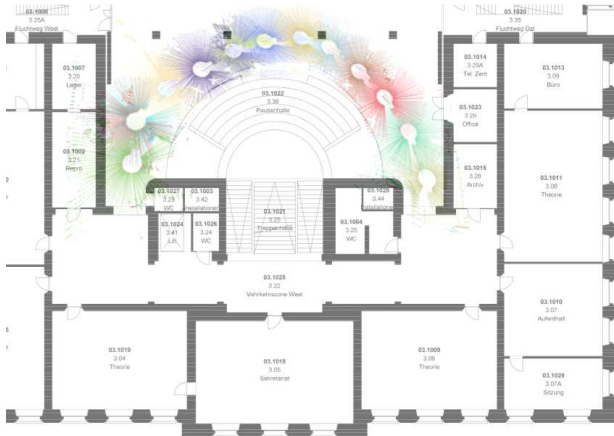 03.1008
3.25A
Fluchtweg West
03.1030
3.35
Fluchtweg Ost
03.1007
3.20
Lager
03.1022
3.38
Pausenhalle
03.1014
3.29A
Tel. Zent
03.1013
3.09
Büro
03.1023
3.29
Office
03.1002
3.21
Repro
03.1015
3.28
Archiv
03.1011
3.08
Theorie
03.1027
3.23
WC
03.1003
3.42
Installationen
03.1028
3.44
Installationen
03.1021
3.25
Treppenhaus
03.1024
3.41
Lift
03.1026
3.24
WC
03.1004
3.26
WC
03.1025
3.22
Verkehrszone West
03.1010
3.07
Aufenthalt
03.1019
3.04
Theorie
03.1018
3.05
Sekretariat
03.1009
3.06
Theorie
03.1029
3.07A
Sitzung